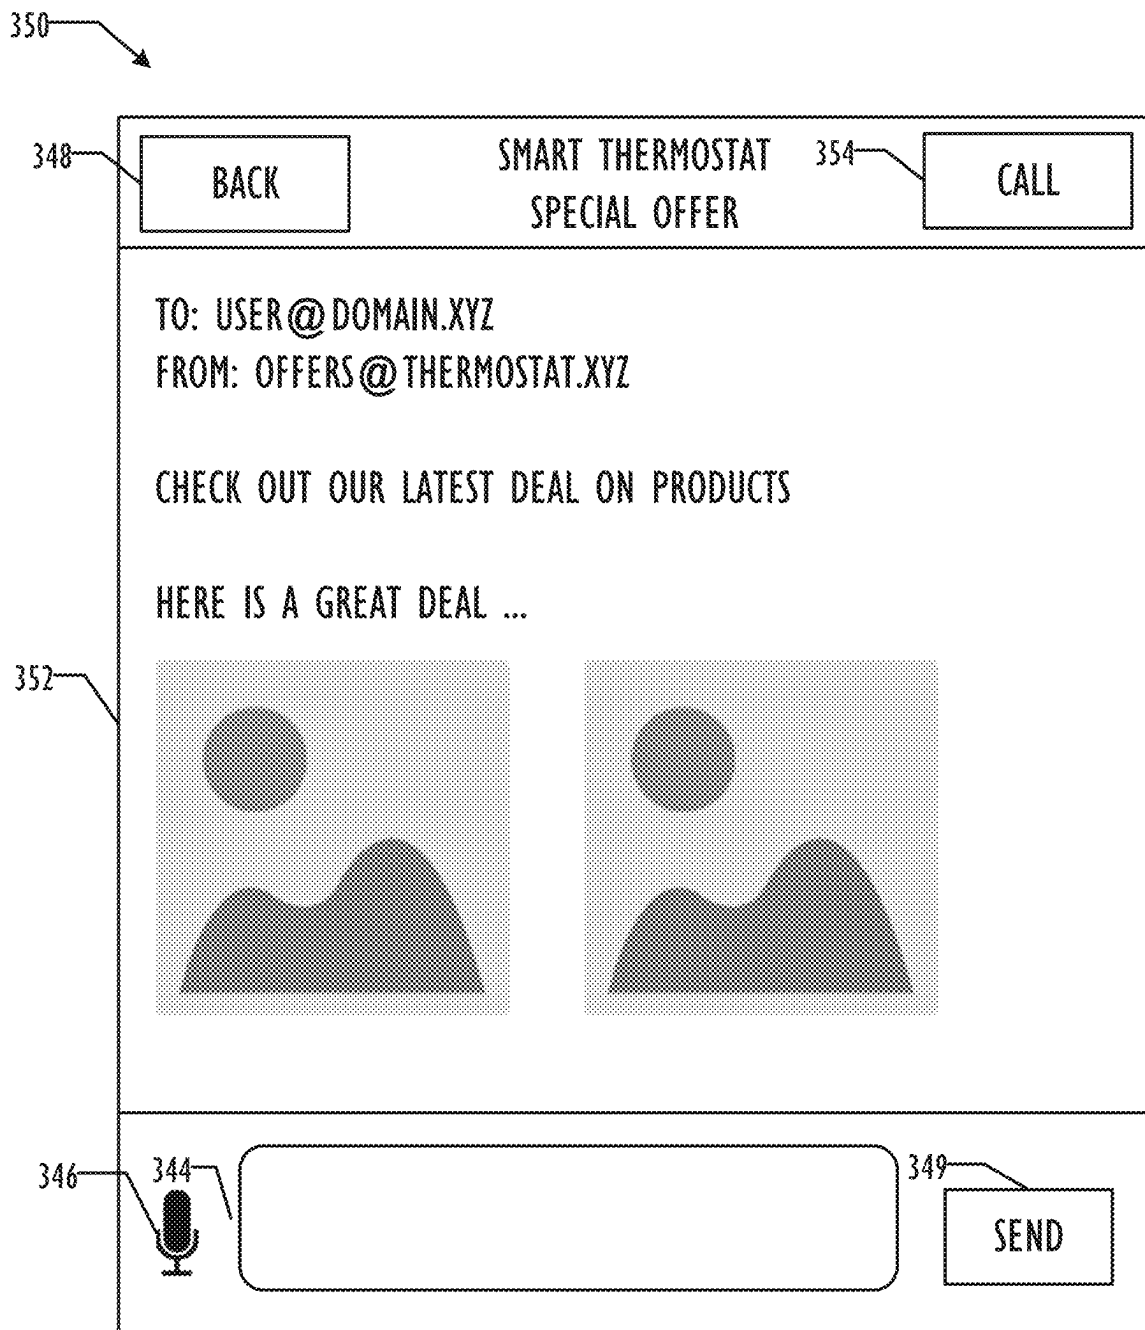 350
348
BACK
SMART THERMOSTAT
SPECIAL OFFER
354
CALL
TO: USER@DOMAIN.XYZ
FROM: OFFERS@THERMOSTAT.XYZ
CHECK OUT OUR LATEST DEAL ON PRODUCTS
HERE IS A GREAT DEAL ...
352
346
344
349
SEND